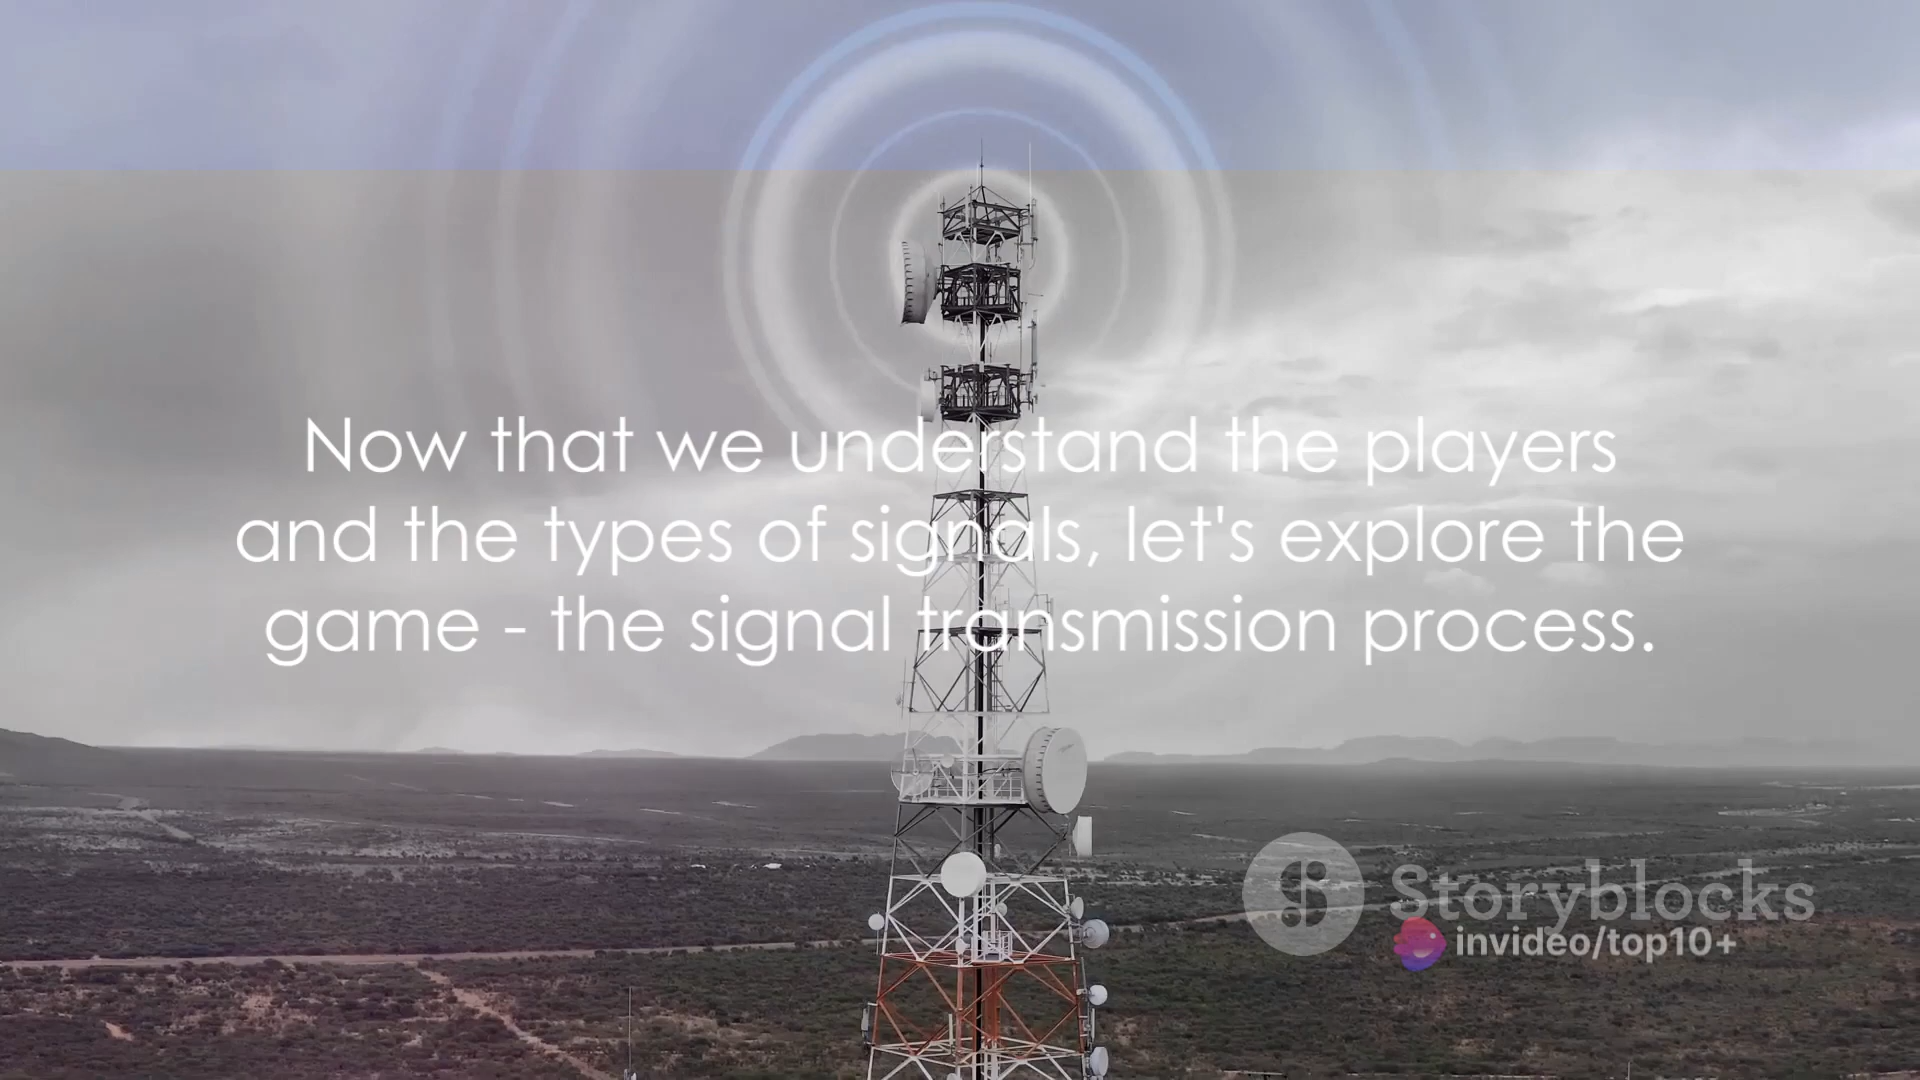 Now that we understand the players
and the types of signals, let's explore the
game - the signal transmission process.
Storyblocks
invideo/top10+